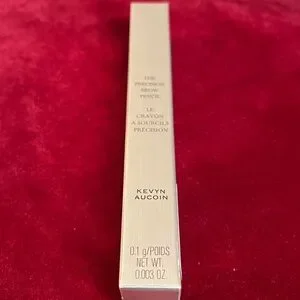 THE
PRECISION
BROW
PENCIL
LE
CRAYON
A SOURCILS
PRÉCISION
KEVYN
AUCOIN
0.1 g/POIDS
NET WT.
0.003 OZ.